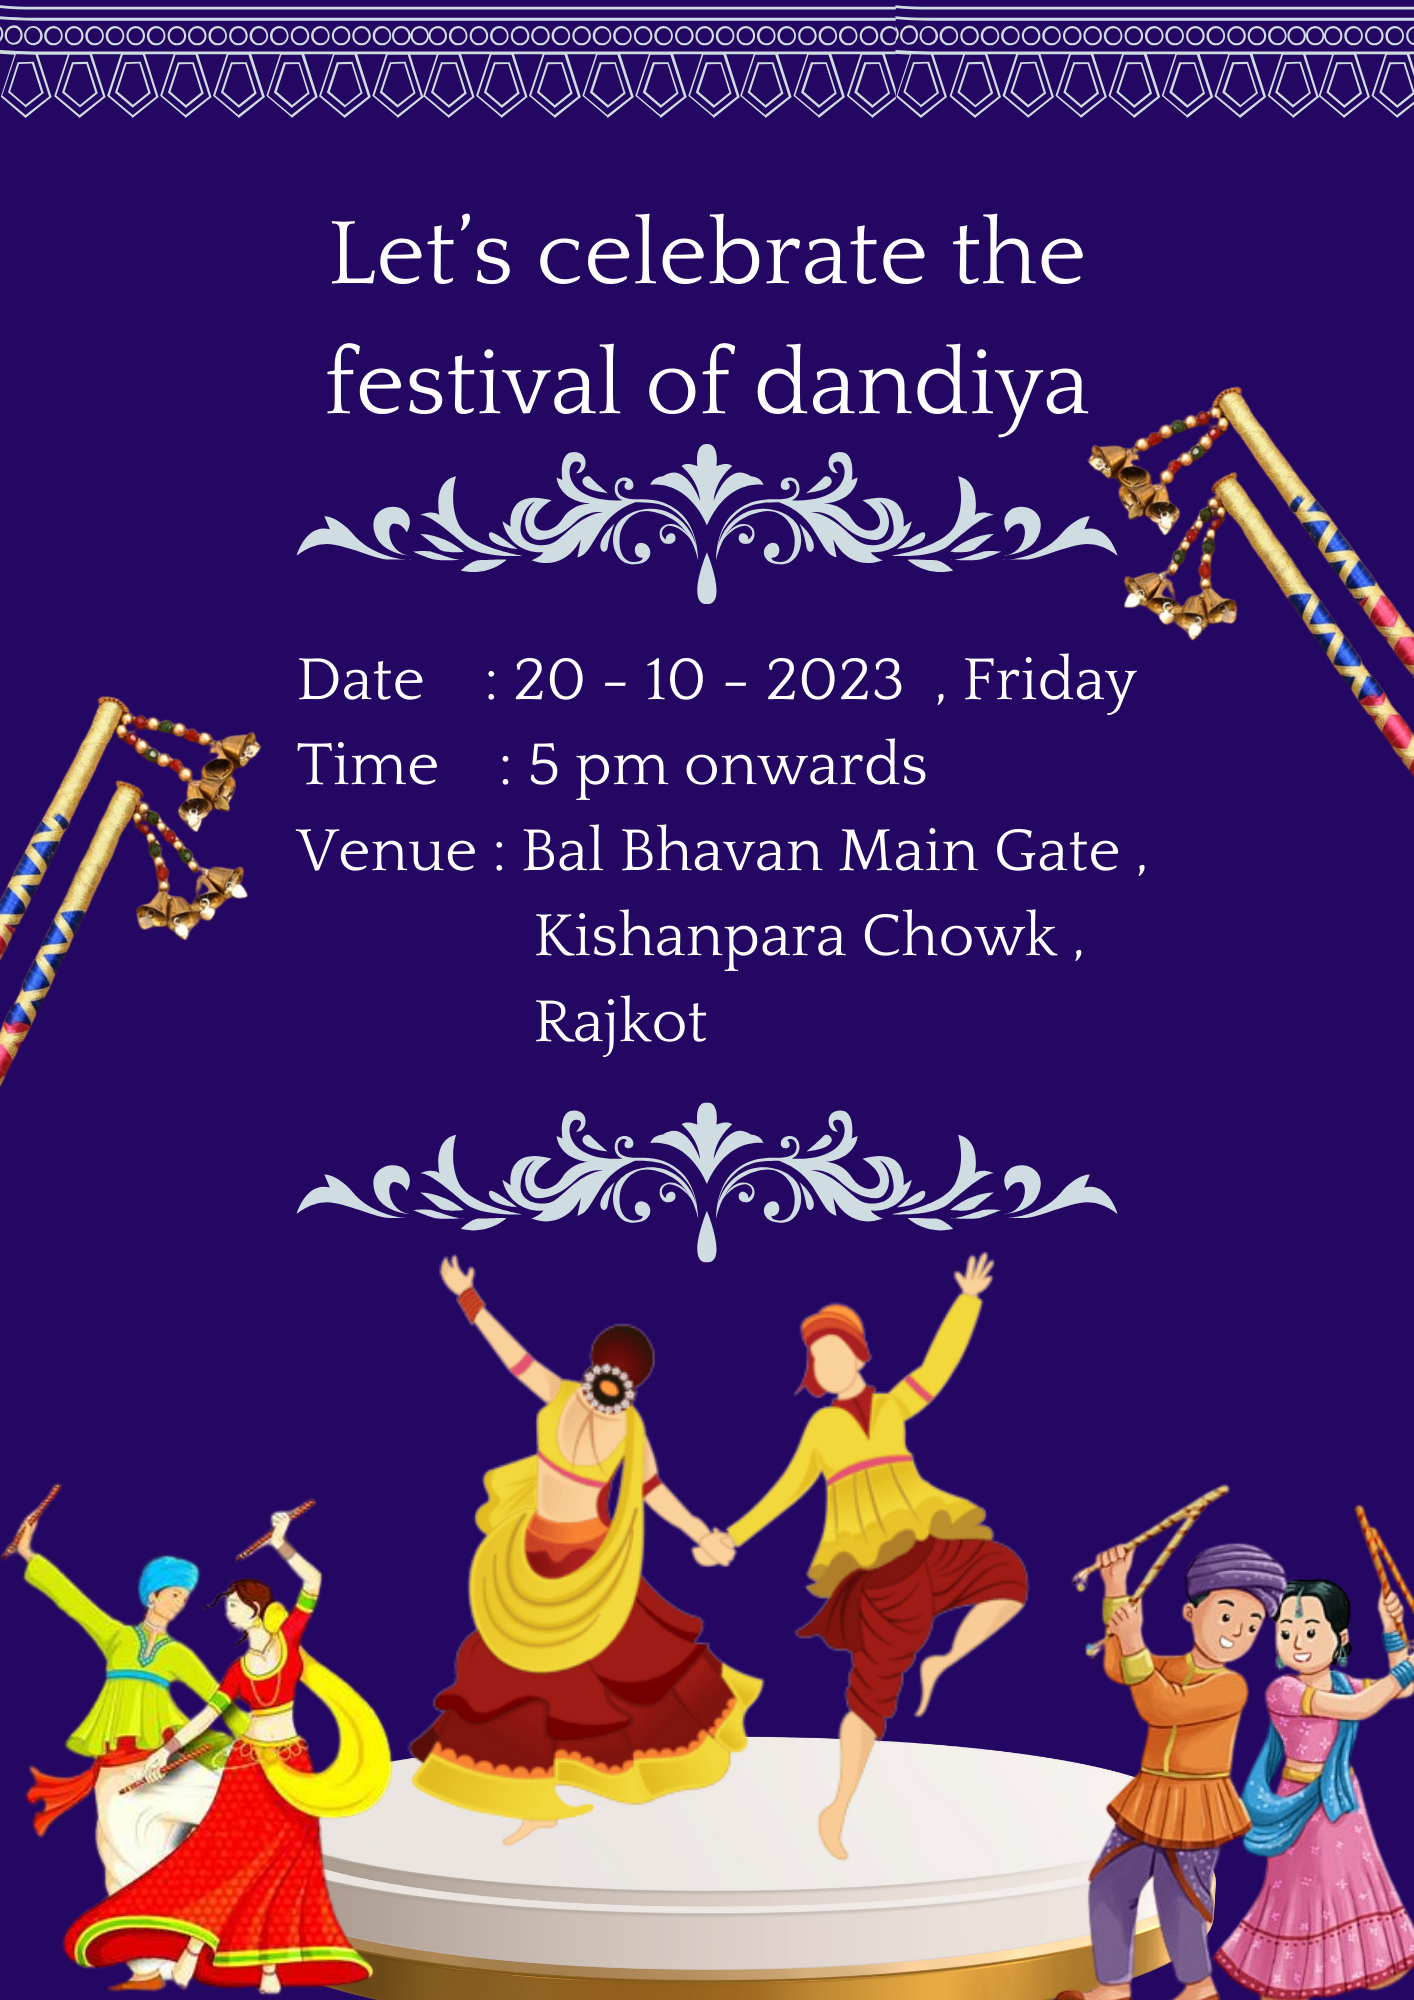 Let’s celebrate the
festival of dandiya
Date : 20 - 10 - 2023 , Friday
Time : 5 pm onwards
Venue : Bal Bhavan Main Gate ,
Kishanpara Chowk ,
Rajkot